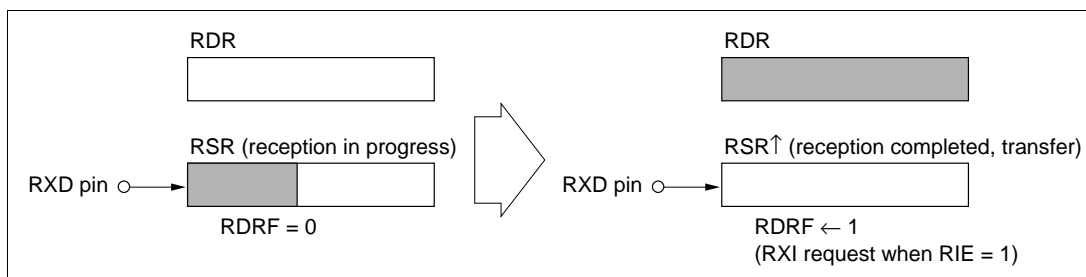 RDR
RSR (reception in progress)
RXD pin
RDRF = 0
RDR
RSR↑ (reception completed, transfer)
RXD pin
RDRF ← 1
(RXI request when RIE = 1)